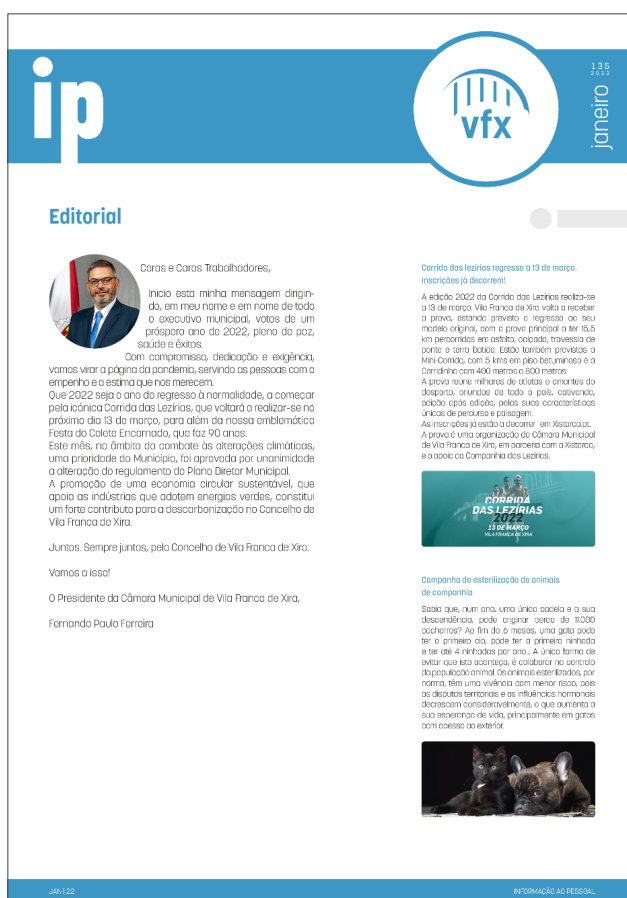 ip
vfx
135
2022
janeiro
Editorial
Caras e Caros Trabalhadores,
Inicio esta minha mensagem dirigin-
do, em meu nome e em nome de todo
o executivo municipal, votos de um
próspero ano de 2022, pleno de paz,
saúde e êxitos.
Com compromisso, dedicação e exigência,
vamos virar a página da pandemia, servindo as pessoas com o
empenho e a estima que nos merecem.
Que 2022 seja o ano do regresso à normalidade, a começar
pela icónica Corrida das Lezírias, que voltará a realizar-se no
próximo dia 13 de março, para além da nossa emblemática
Festa do Colete Encarnado, que faz 90 anos.
Este mês, no âmbito do combate às alterações climáticas,
uma prioridade do Município, foi aprovada por unanimidade
a alteração do regulamento do Plano Diretor Municipal.
A promoção de uma economia circular sustentável, que
apoia as indústrias que adotem energias verdes, constitui
um forte contributo para a descarbonização no Concelho de
Vila Franca de Xira.
Juntos. Sempre juntos, pelo Concelho de Vila Franca de Xira.
Vamos a isso!
O Presidente da Câmara Municipal de Vila Franca de Xira,
Fernando Paulo Ferreira
Corrida das lezírias regressa a 13 de março.
Inscrições já decorrem!
A edição 2022 da Corrida das Lezírias realiza-se
a 13 de março. Vila Franca de Xira volta a receber
a prova, estando previsto o regresso ao seu
modelo original, com a prova principal a ter 15,5
km percorridos em asfalto, calçada, travessia de
ponte e terra batida. Estão também previstas a
Mini-Corrida, com 5 kms em piso betuminoso e a
Corridinha com 400 metros a 800 metros.
A prova reúne milhares de atletas e amantes do
desporto, oriundos de todo o país, cativando,
edição após edição, pelas suas características
únicas de percurso e paisagem.
As inscrições já estão a decorrer em Xistarca.pt.
A prova é uma organização da Câmara Municipal
de Vila Franca de Xira, em parceria com a Xistarca,
e o apoio da Companhia das Lezírias.
CORRIDA
DAS LEZÍRIAS
2022
13 DE MARÇO
VILA FRANCA DE XIRA
Campanha de esterilização de animais
de companhia
Sabia que, num ano, uma única cadela e a sua
descendência, pode originar cerca de 11.000
cachorros? Ao fim de 6 meses, uma gata pode
ter o primeiro cio, pode ter a primeira ninhada
e ter até 4 ninhadas por ano... A única forma de
evitar que isto aconteça, é colaborar no controlo
da população animal. Os animais esterilizados, por
norma, têm uma vivência com menor risco, pois
as disputas territoriais e as influências hormonais
decrescem consideravelmente, o que aumenta a
sua esperança de vida, principalmente em gatos
com acesso ao exterior.
JAN | 22
INFORMAÇÃO AO PESSOAL